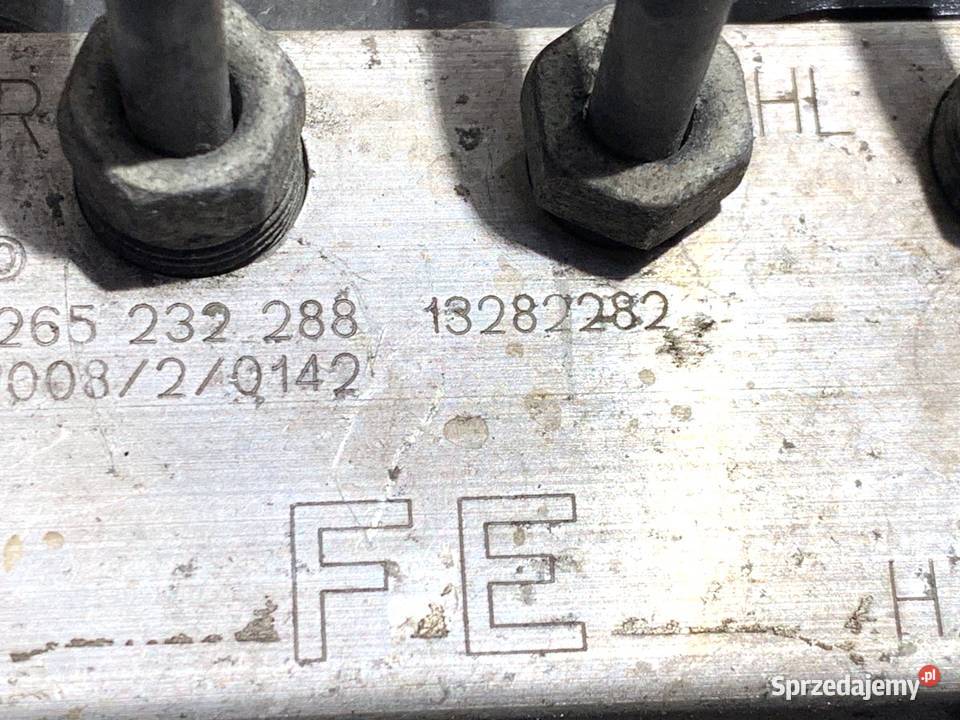 R HL
265 232 288 13282282
008/2/0142
FE
H
Sprzedajemy.pl